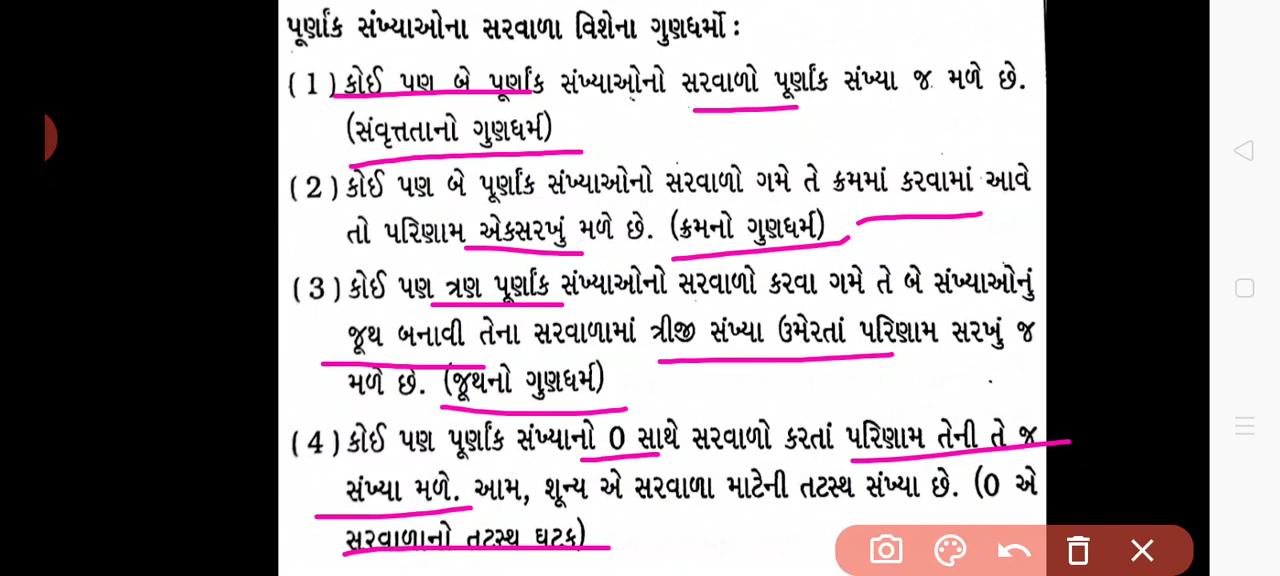 પૂર્ણાંક સંખ્યાઓના સરવાળા વિશેના ગુણધર્મો :
(1) કોઈ પણ બે પૂર્ણાંક સંખ્યાઓનો સરવાળો પૂર્ણાંક સંખ્યા જ મળે છે.
(સંવૃત્તતાનો ગુણધર્મ)
(2) કોઈ પણ બે પૂર્ણાંક સંખ્યાઓનો સરવાળો ગમે તે ક્રમમાં કરવામાં આવે
તો પરિણામ એકસરખું મળે છે. (ક્રમનો ગુણધર્મ)
(3) કોઈ પણ ત્રણ પૂર્ણાંક સંખ્યાઓનો સરવાળો કરવા ગમે તે બે સંખ્યાઓનું
જૂથ બનાવી તેના સરવાળામાં ત્રીજી સંખ્યા ઉમેરતાં પરિણામ સરખું જ
મળે છે. (જૂથનો ગુણધર્મ)
(4) કોઈ પણ પૂર્ણાંક સંખ્યાનો 0 સાથે સરવાળો કરતાં પરિણામ તેની તે જ
સંખ્યા મળે. આમ, શૂન્ય એ સરવાળા માટેની તટસ્થ સંખ્યા છે. (0 એ
સરવાળાનો તટસ્થ ઘટક)